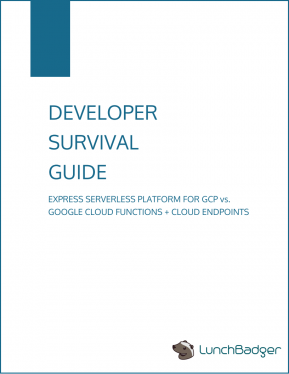 DEVELOPER
SURVIVAL
GUIDE
EXPRESS SERVERLESS PLATFORM FOR GCP vs.
GOOGLE CLOUD FUNCTIONS + CLOUD ENDPOINTS
LunchBadger